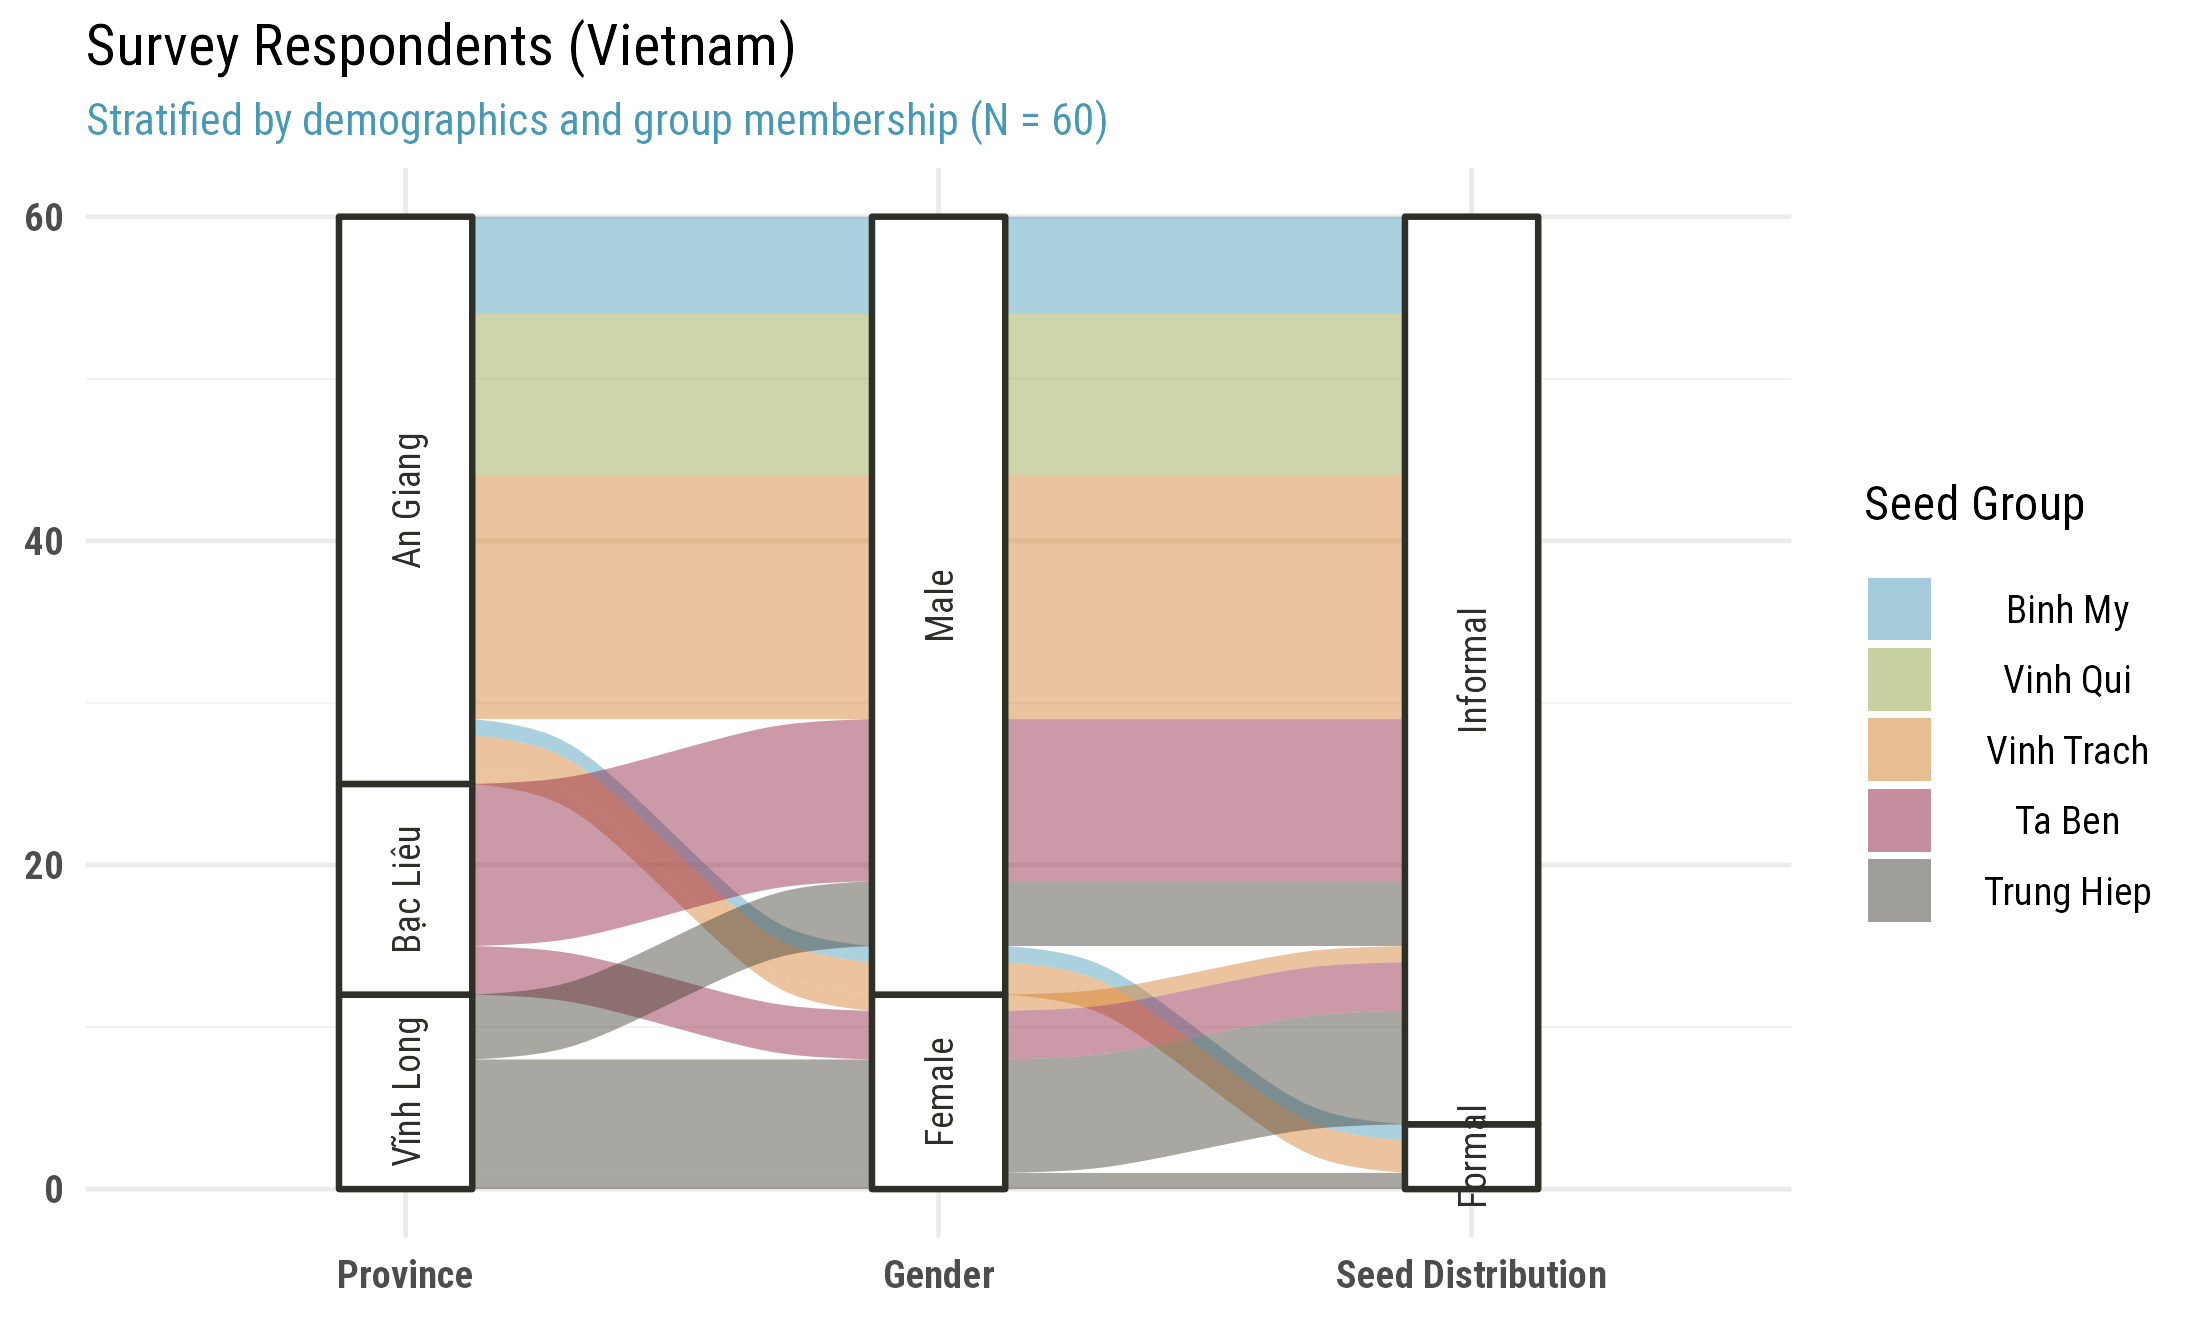 Survey Respondents (Vietnam)
Stratified by demographics and group membership (N = 60)
60
40
20
0
An Giang
Bạc Liêu
Vĩnh Long
Male
Female
Informal
Formal
Province
Gender
Seed Distribution
Seed Group
Binh My
Vinh Qui
Vinh Trach
Ta Ben
Trung Hiep